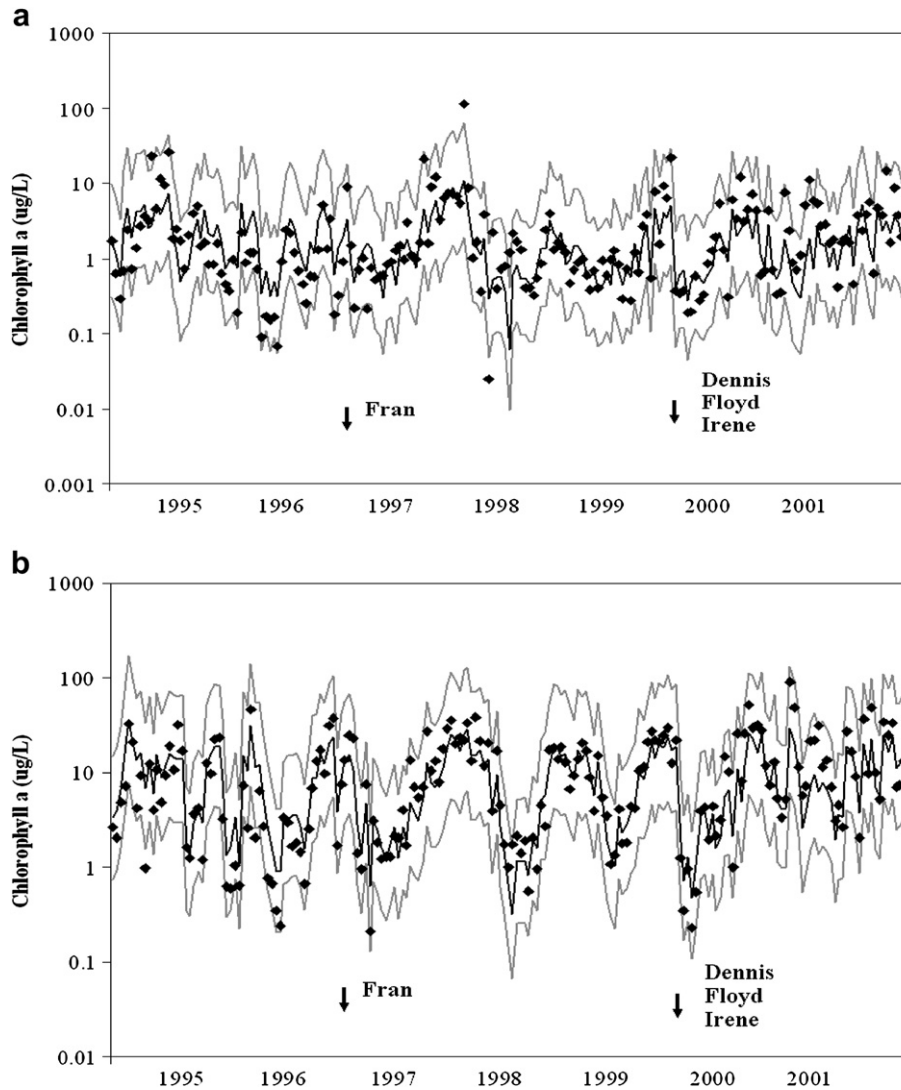 a
1000
100
10
1
0.1
0.01
0.001
Chlorophyll a (ug/L)
Fran
Dennis
Floyd
Irene
1995 1996 1997 1998 1999 2000 2001
b
1000
100
10
1
0.1
0.01
Chlorophyll a (ug/L)
Fran
Dennis
Floyd
Irene
1995 1996 1997 1998 1999 2000 2001